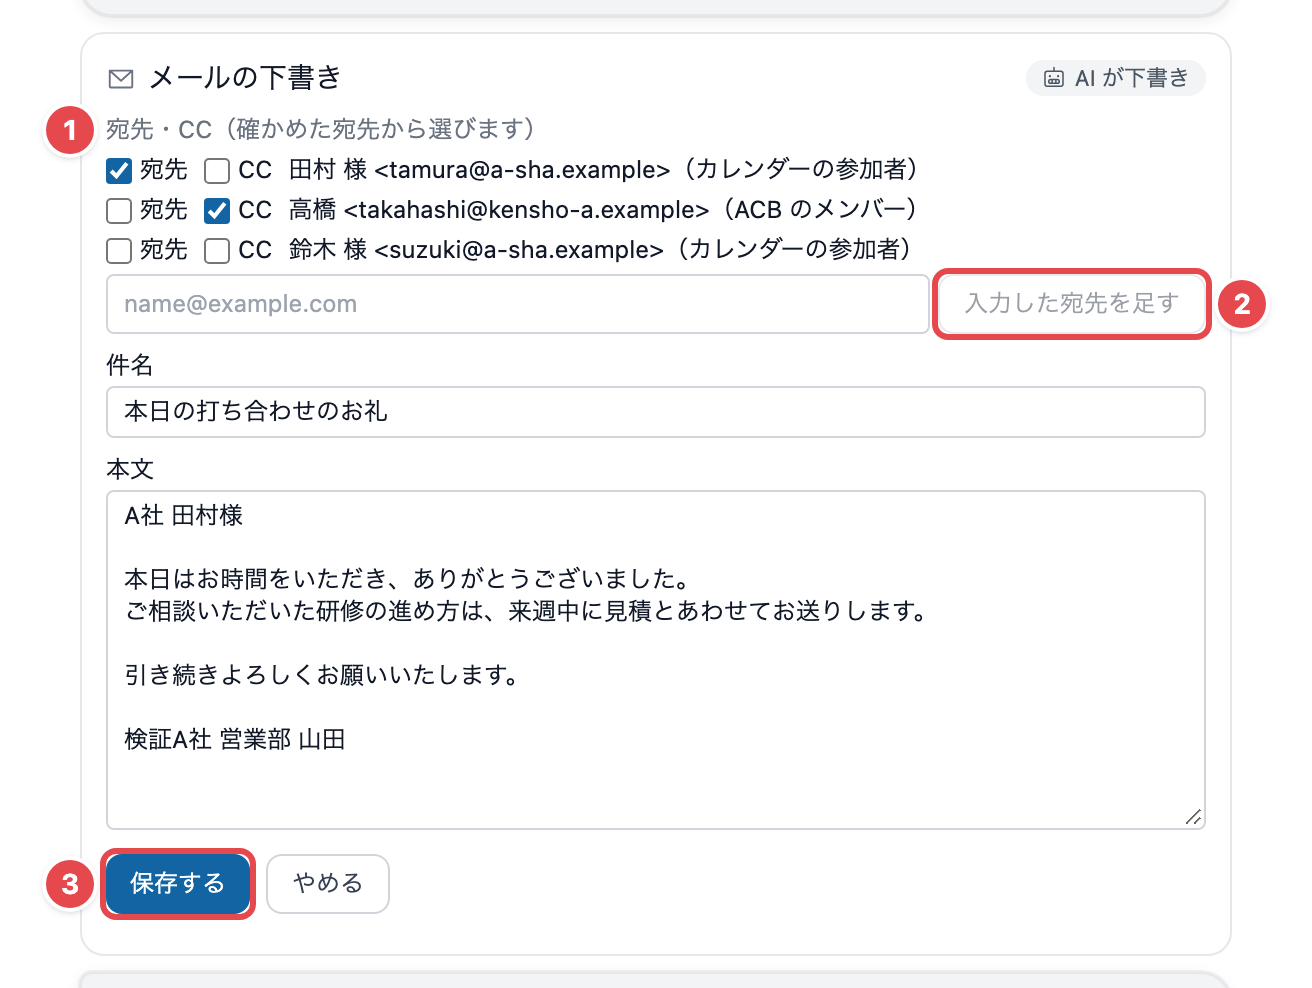 メールの下書き
AI が下書き
1
宛先・CC（確かめた宛先から選びます）
宛先 CC 田村 様 <tamura@a-sha.example>（カレンダーの参加者）
宛先 CC 高橋 <takahashi@kensho-a.example>（ACB のメンバー）
宛先 CC 鈴木 様 <suzuki@a-sha.example>（カレンダーの参加者）
name@example.com
入力した宛先を足す
2
件名
本日の打ち合わせのお礼
本文
A社 田村様
本日はお時間をいただき、ありがとうございました。
ご相談いただいた研修の進め方は、来週中に見積とあわせてお送りします。
引き続きよろしくお願いいたします。
検証A社 営業部 山田
3
保存する
やめる